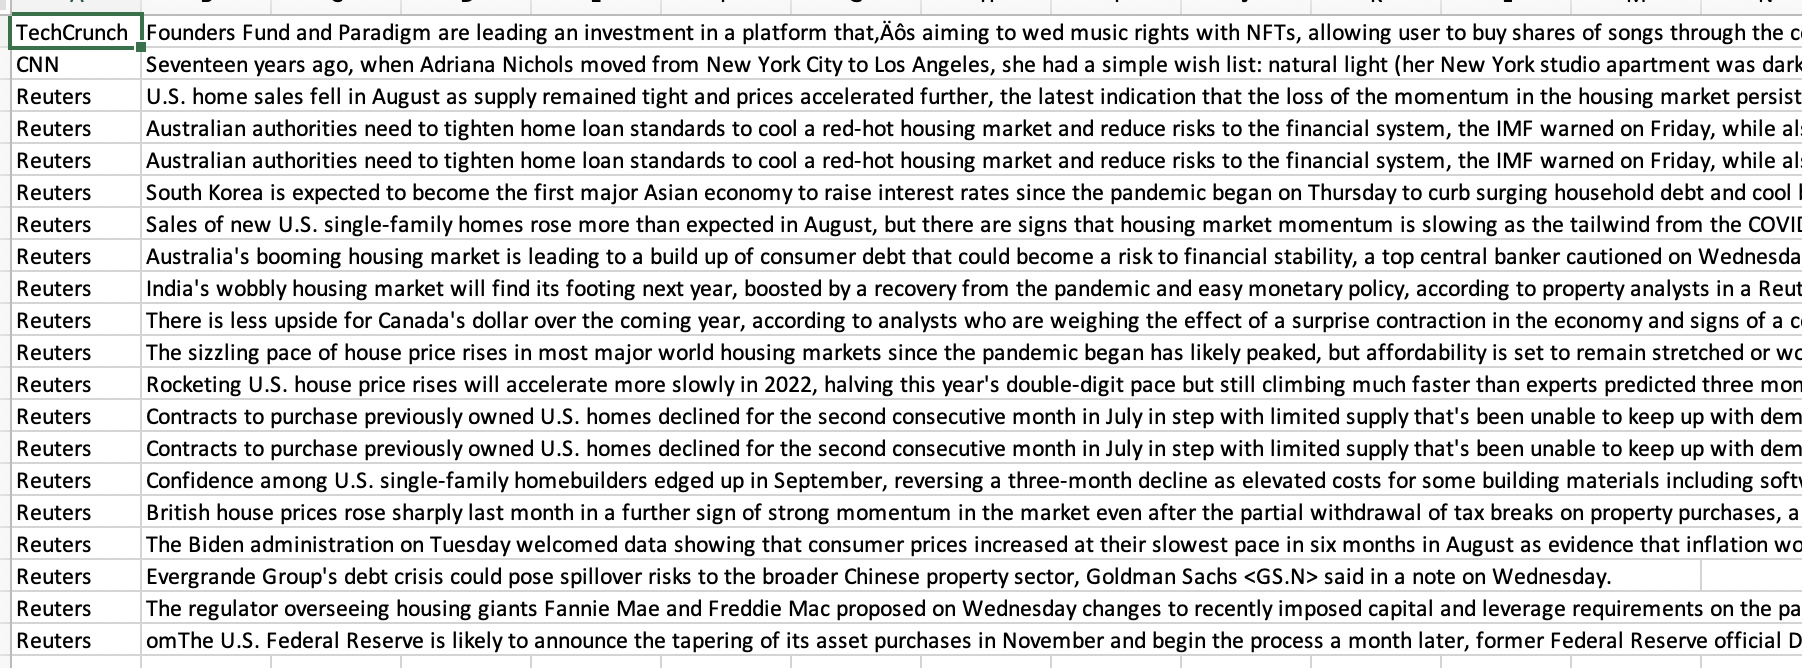 TechCrunch Founders Fund and Paradigm are leading an investment in a platform that‚Äôs aiming to wed music rights with NFTs, allowing user to buy shares of songs through the
CNN Seventeen years ago, when Adriana Nichols moved from New York City to Los Angeles, she had a simple wish list: natural light (her New York studio apartment was dark
Reuters U.S. home sales fell in August as supply remained tight and prices accelerated further, the latest indication that the loss of the momentum in the housing market persist
Reuters Australian authorities need to tighten home loan standards to cool a red-hot housing market and reduce risks to the financial system, the IMF warned on Friday, while
Reuters Australian authorities need to tighten home loan standards to cool a red-hot housing market and reduce risks to the financial system, the IMF warned on Friday, while
Reuters South Korea is expected to become the first major Asian economy to raise interest rates since the pandemic began on Thursday to curb surging household debt and cool
Reuters Sales of new U.S. single-family homes rose more than expected in August, but there are signs that housing market momentum is slowing as the tailwind from the COVI
Reuters Australia's booming housing market is leading to a build up of consumer debt that could become a risk to financial stability, a top central banker cautioned on Wednesda
Reuters India's wobbly housing market will find its footing next year, boosted by a recovery from the pandemic and easy monetary policy, according to property analysts in a Reut
Reuters There is less upside for Canada's dollar over the coming year, according to analysts who are weighing the effect of a surprise contraction in the economy and signs of a
Reuters The sizzling pace of house price rises in most major world housing markets since the pandemic began has likely peaked, but affordability is set to remain stretched or wo
Reuters Rocketing U.S. house price rises will accelerate more slowly in 2022, halving this year's double-digit pace but still climbing much faster than experts predicted three mon
Reuters Contracts to purchase previously owned U.S. homes declined for the second consecutive month in July in step with limited supply that's been unable to keep up with dem
Reuters Contracts to purchase previously owned U.S. homes declined for the second consecutive month in July in step with limited supply that's been unable to keep up with dem
Reuters Confidence among U.S. single-family homebuilders edged up in September, reversing a three-month decline as elevated costs for some building materials including softw
Reuters British house prices rose sharply last month in a further sign of strong momentum in the market even after the partial withdrawal of tax breaks on property purchases, a
Reuters The Biden administration on Tuesday welcomed data showing that consumer prices increased at their slowest pace in six months in August as evidence that inflation wo
Reuters Evergrande Group's debt crisis could pose spillover risks to the broader Chinese property sector, Goldman Sachs <GS.N> said in a note on Wednesday.
Reuters The regulator overseeing housing giants Fannie Mae and Freddie Mac proposed on Wednesday changes to recently imposed capital and leverage requirements on the pa
Reuters omThe U.S. Federal Reserve is likely to announce the tapering of its asset purchases in November and begin the process a month later, former Federal Reserve official D